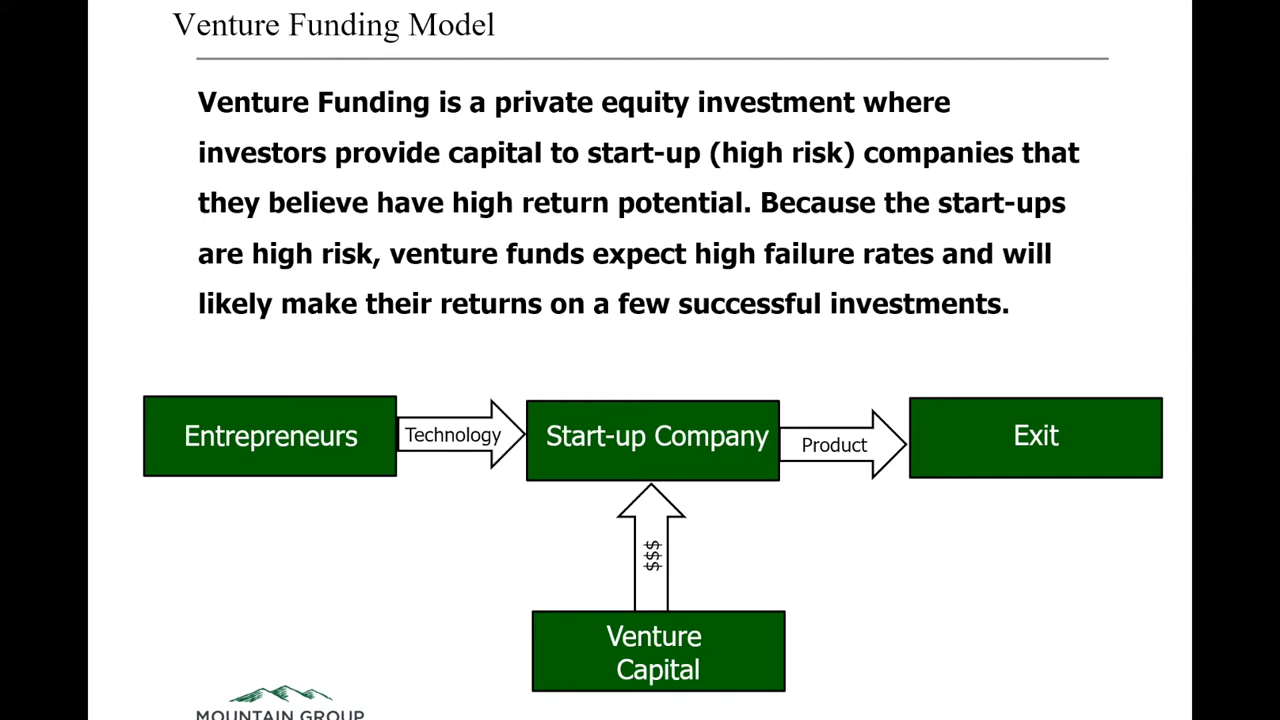 Venture Funding Model
Venture Funding is a private equity investment where
investors provide capital to start-up (high risk) companies that
they believe have high return potential. Because the start-ups
are high risk, venture funds expect high failure rates and will
likely make their returns on a few successful investments.
Entrepreneurs
Technology
Start-up Company
Product
Exit
$$$
Venture
Capital
MOUNTAIN GROUP